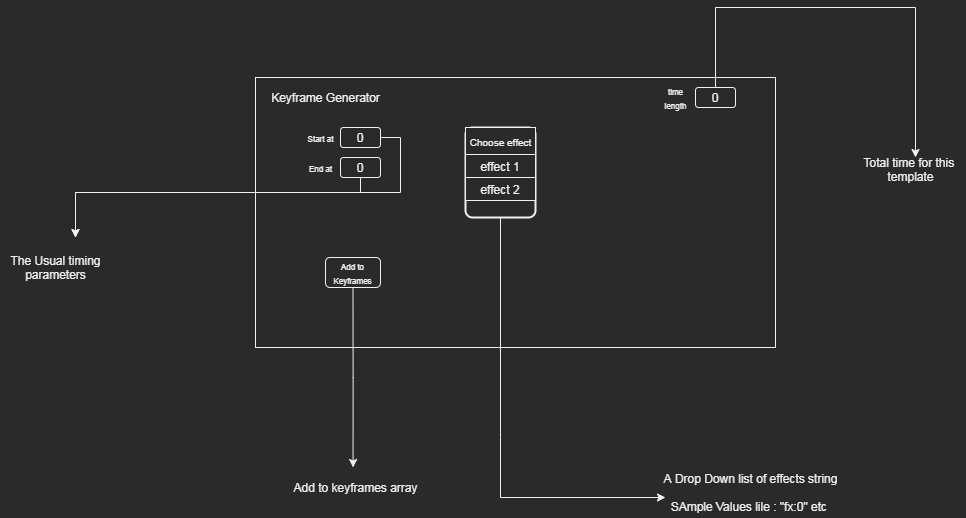 Keyframe Generator
time
length
0
Start at
0
End at
0
Choose effect
effect 1
effect 2
Total time for this
template
The Usual timing
parameters
Add to
Keyframes
Add to keyframes array
A Drop Down list of effects string
SAmple Values lile : "fx:0" etc